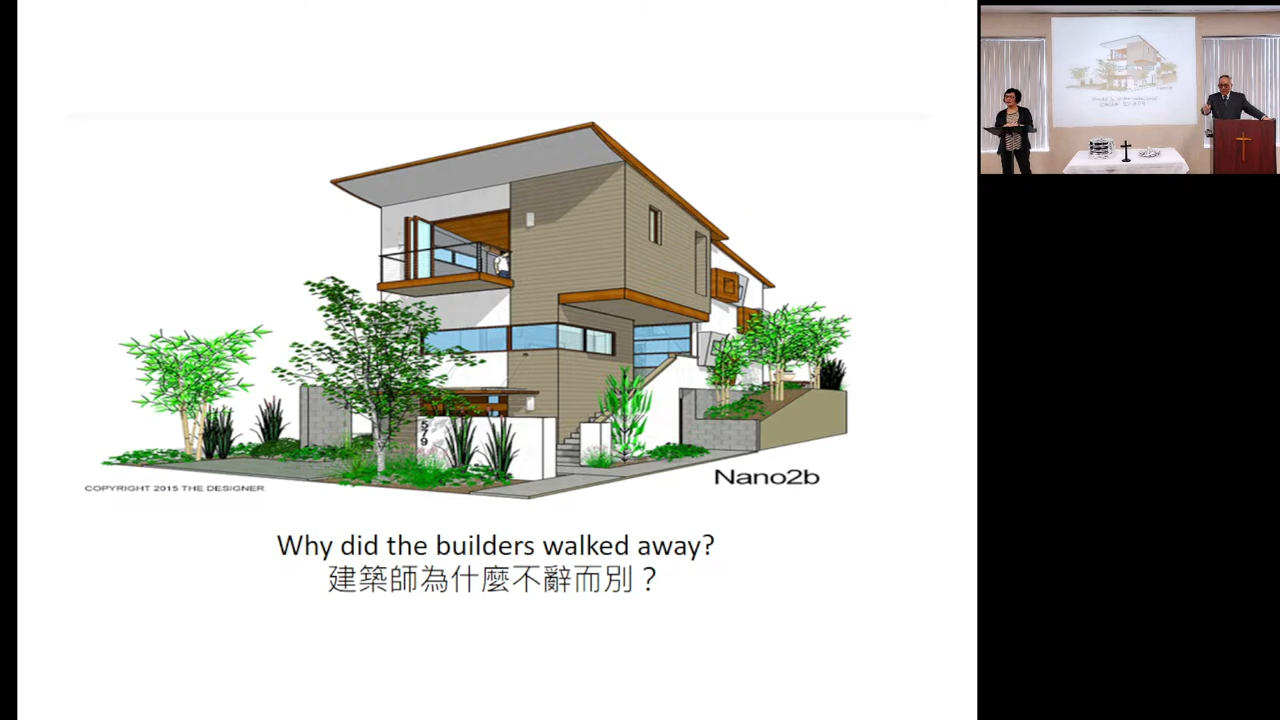 579
Nano2b
COPYRIGHT 2015 THE DESIGNER
Why did the builders walked away?
建築師為什麼不辭而別？